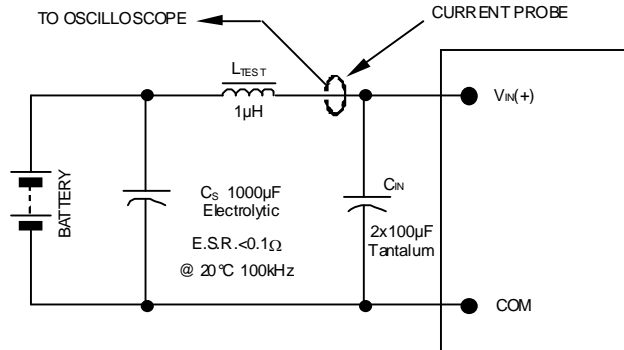 TO OSCILLOSCOPE
CURRENT PROBE
LTEST
1µH
VIN(+)
BATTERY
CS 1000µF
Electrolytic
E.S.R.<0.1Ω
@ 20°C 100kHz
CIN
2x100µF
Tantalum
COM